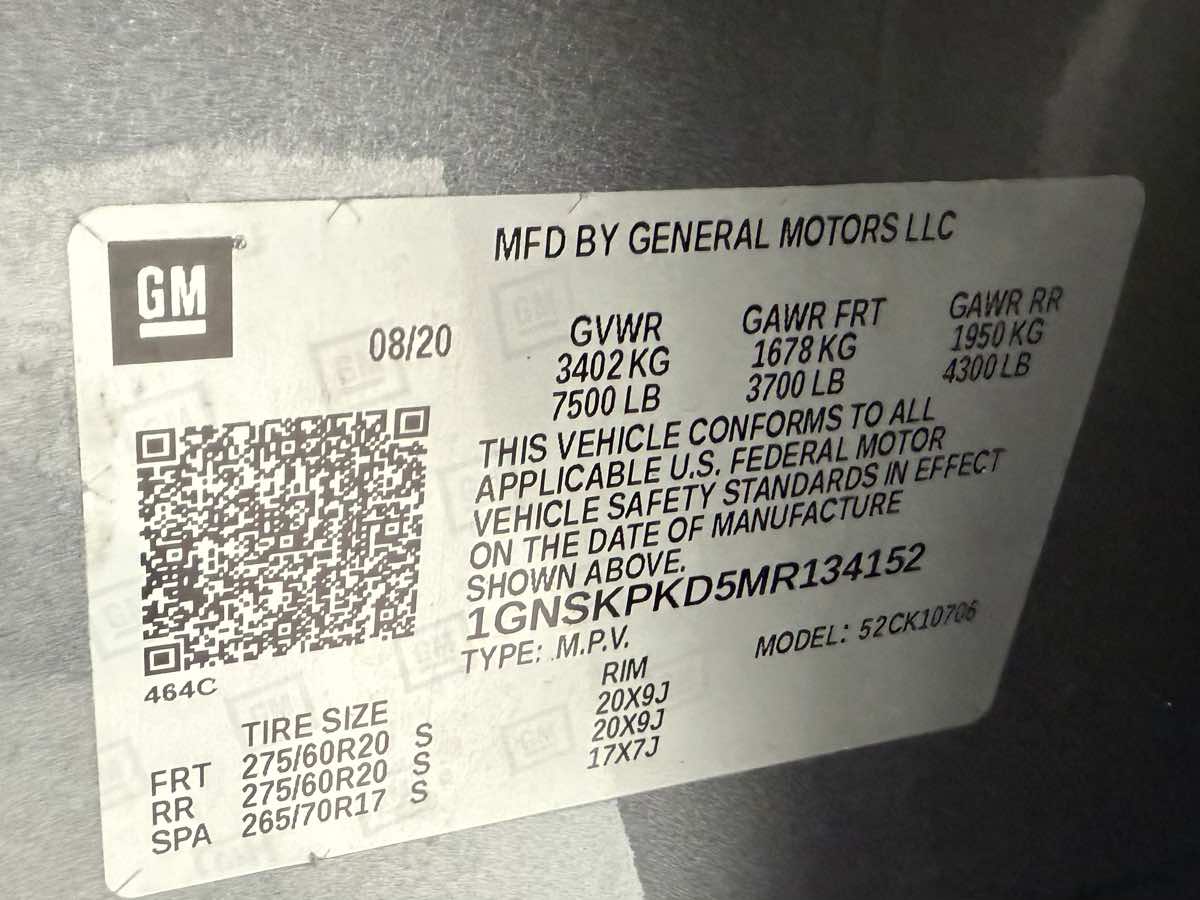 GM
MFD BY GENERAL MOTORS LLC
08/20
GVWR GAWR FRT GAWR RR
3402 KG 1678 KG 1950 KG
7500 LB 3700 LB 4300 LB
THIS VEHICLE CONFORMS TO ALL
APPLICABLE U.S. FEDERAL MOTOR
VEHICLE SAFETY STANDARDS IN EFFECT
ON THE DATE OF MANUFACTURE
SHOWN ABOVE.
1GNSKPKD5MR134152
TYPE: M.P.V. MODEL: 52CK10706
464C
TIRE SIZE RIM
FRT 275/60R20 S 20X9J
RR 275/60R20 S 20X9J
SPA 265/70R17 S 17X7J